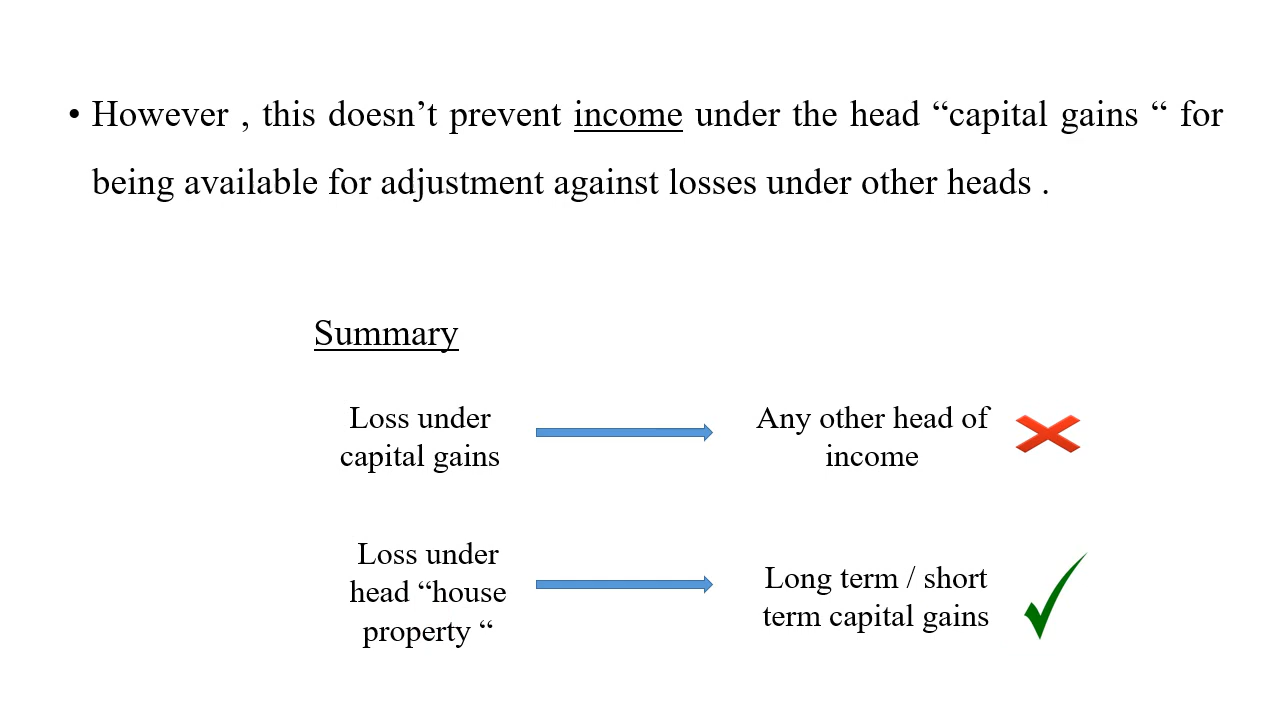 • However , this doesn’t prevent income under the head “capital gains “ for
being available for adjustment against losses under other heads .
Summary
Loss under
capital gains
Any other head of
income
Loss under
head “house
property “
Long term / short
term capital gains